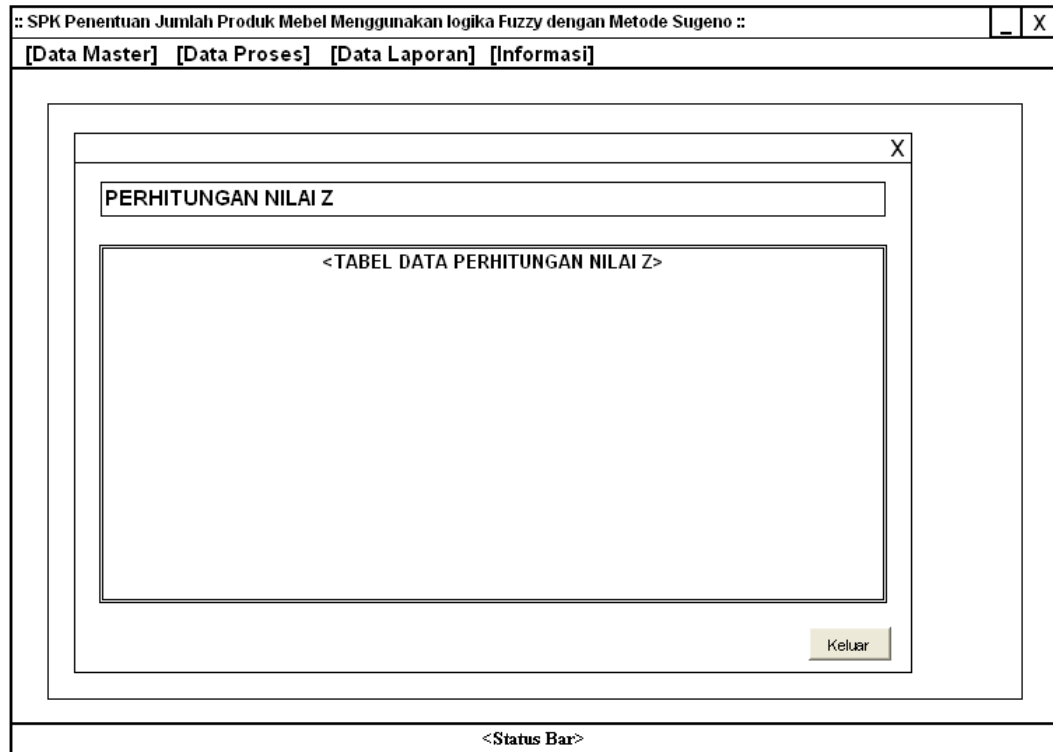 :: SPK Penentuan Jumlah Produk Mebel Menggunakan logika Fuzzy dengan Metode Sugeno :: _ X
[Data Master] [Data Proses] [Data Laporan] [Informasi]
X
PERHITUNGAN NILAI Z
<TABEL DATA PERHITUNGAN NILAI Z>
Keluar
<Status Bar>